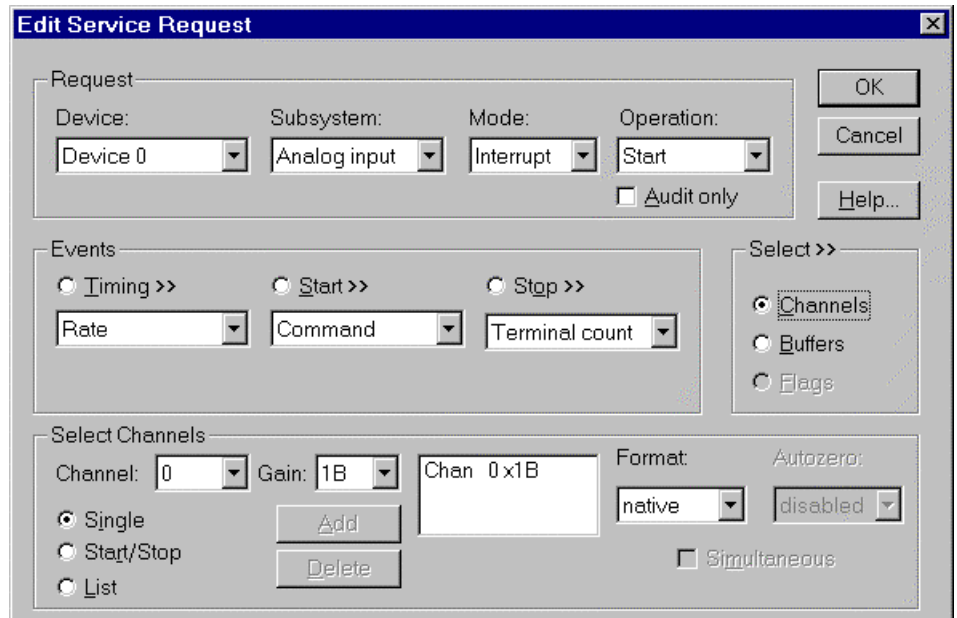 Edit Service Request
Request
OK
Device: Subsystem: Mode: Operation:
Device 0 Analog input Interrupt Start
Cancel
Audit only
Help...
Events
Select >>
Timing >> Start >> Stop >>
Channels
Rate Command Terminal count
Buffers
Flags
Select Channels
Channel: 0 Gain: 1B Chan 0 x1B Format: Autozero:
native disabled
Single Add
Start/Stop Simultaneous
Delete
List